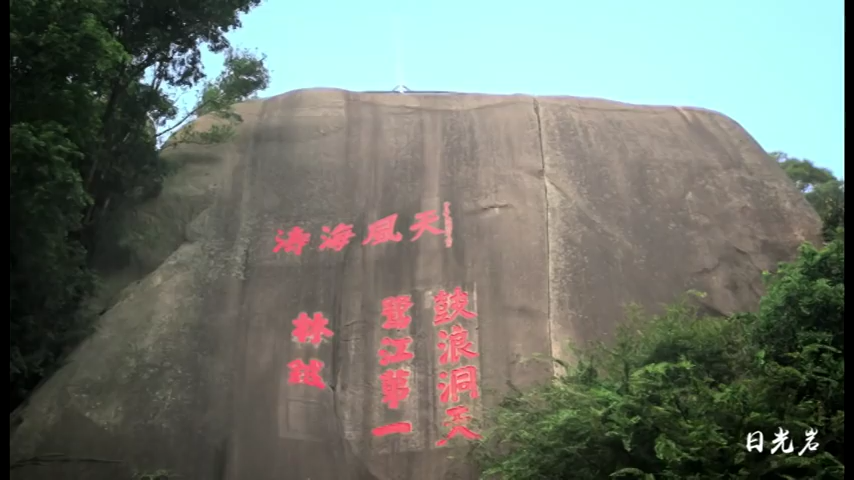 天風海濤
鼓浪洞天
鷺江第一
林鍼
日光岩